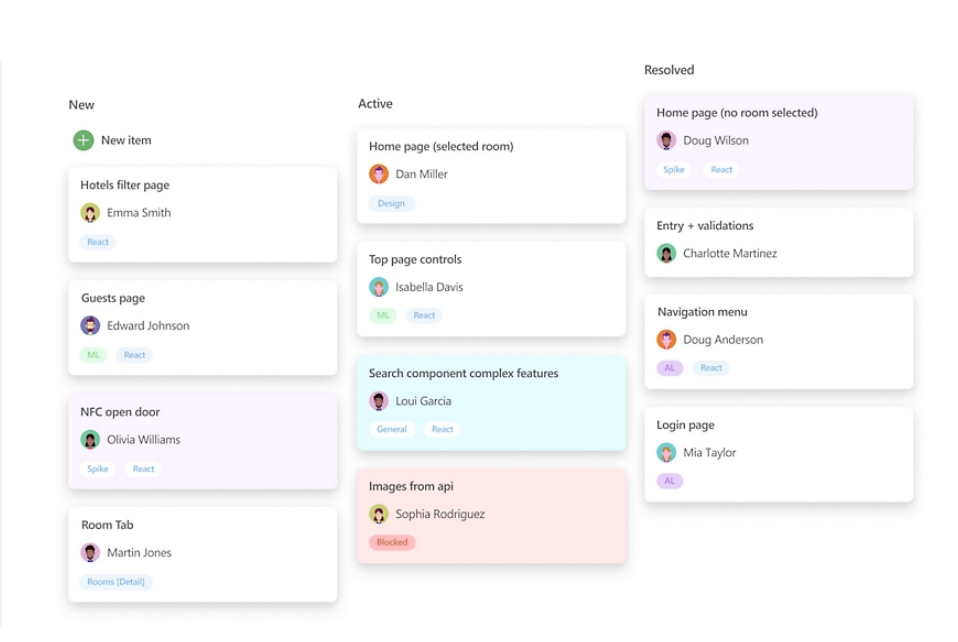 New
New item
Hotels filter page
Emma Smith
React
Guests page
Edward Johnson
ML React
NFC open door
Olivia Williams
Spike React
Room Tab
Martin Jones
Rooms [Detail]
Active
Home page (selected room)
Dan Miller
Design
Top page controls
Isabella Davis
ML React
Search component complex features
Loui Garcia
General React
Images from api
Sophia Rodriguez
Blocked
Resolved
Home page (no room selected)
Doug Wilson
Spike React
Entry + validations
Charlotte Martinez
Navigation menu
Doug Anderson
AL React
Login page
Mia Taylor
AL